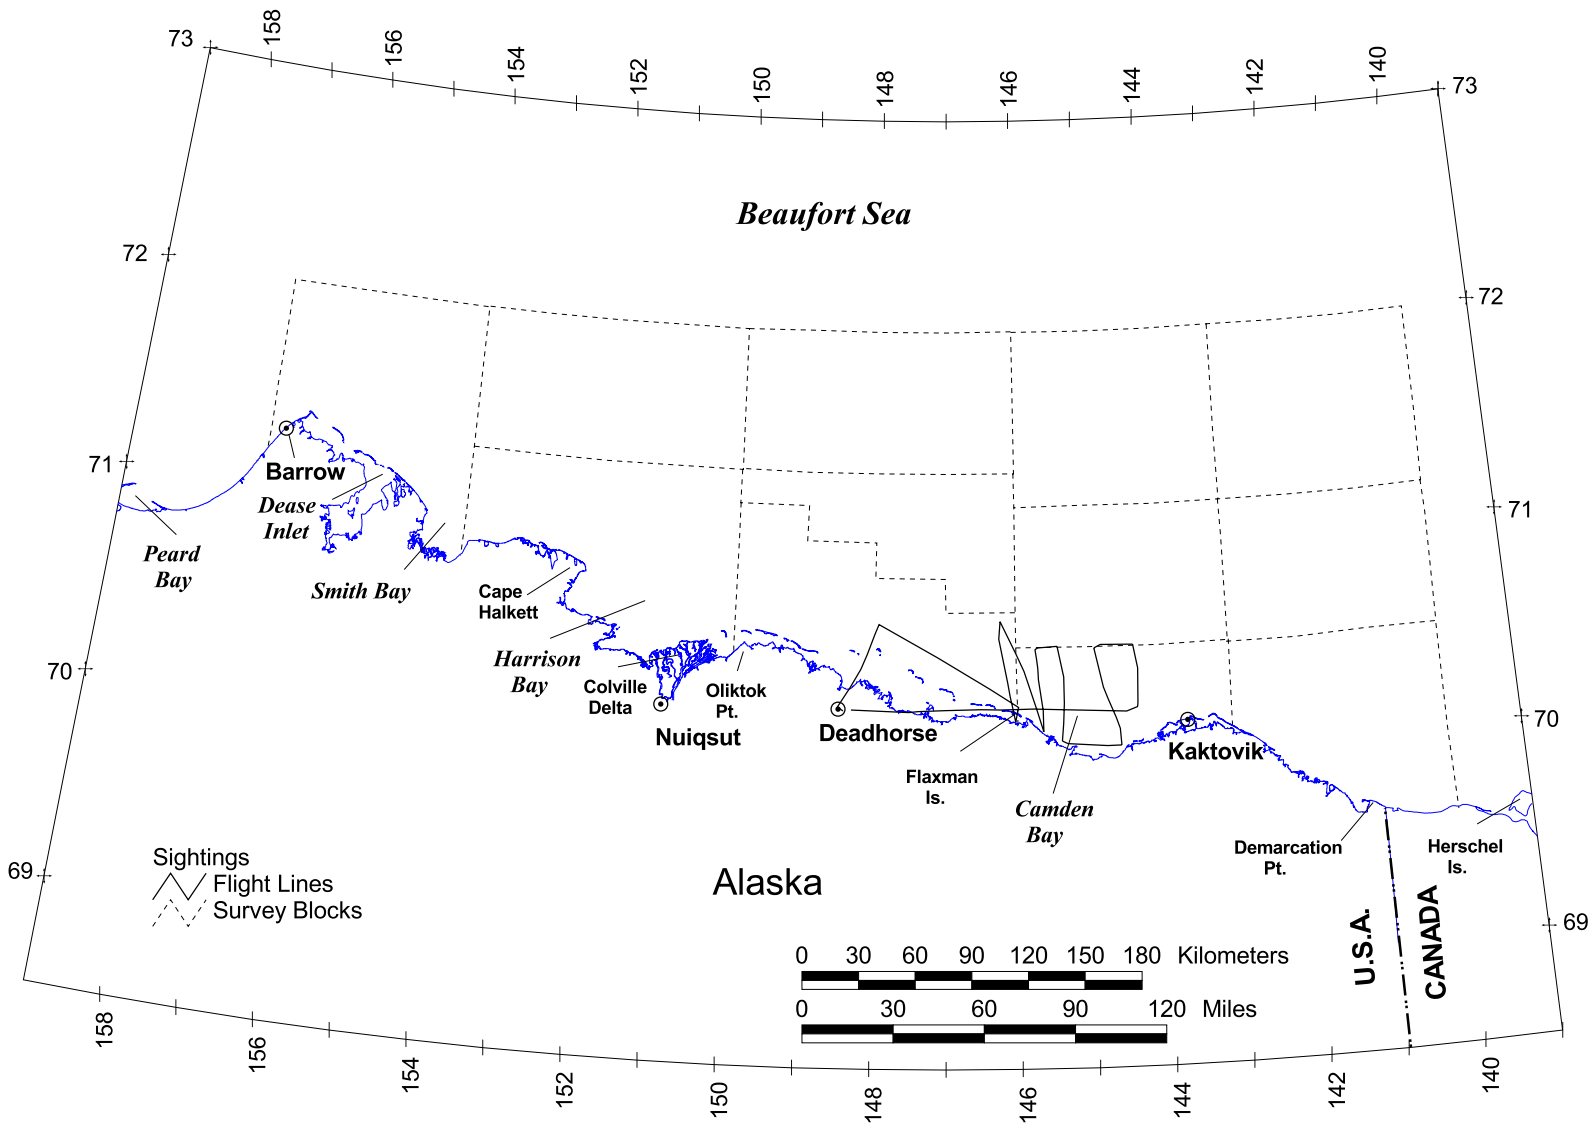 158
156
154
152
150
148
146
144
142
140
73
73
Beaufort Sea
72
72
71
71
Barrow
Dease
Inlet
Peard
Bay
Smith Bay
Cape
Halkett
Harrison
Bay
70
70
Colville
Delta
Oliktok
Pt.
Nuiqsut
Deadhorse
Kaktovik
Flaxman
Is.
Camden
Bay
Demarcation
Pt.
Herschel
Is.
69
69
Sightings
Flight Lines
Survey Blocks
Alaska
U.S.A.
CANADA
0 30 60 90 120 150 180 Kilometers
0 30 60 90 120 Miles
158
156
154
152
150
148
146
144
142
140